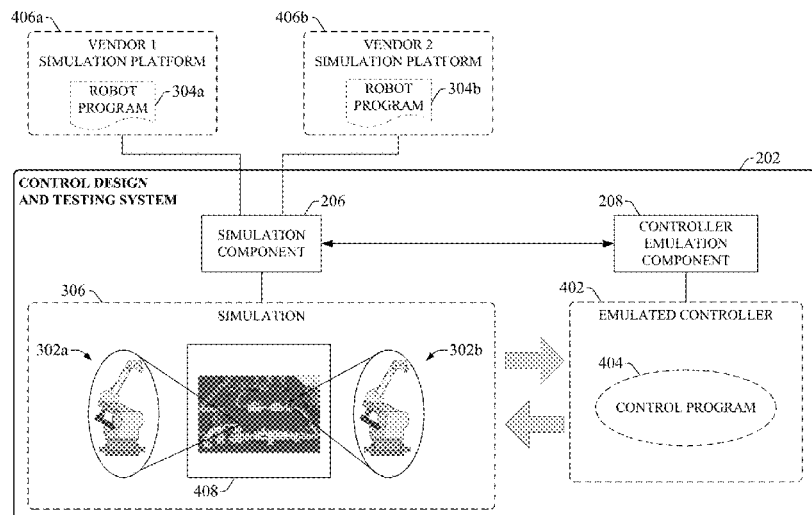 406a
406b
VENDOR 1
SIMULATION PLATFORM
VENDOR 2
SIMULATION PLATFORM
ROBOT
PROGRAM
304a
ROBOT
PROGRAM
304b
202
CONTROL DESIGN
AND TESTING SYSTEM
206
208
SIMULATION
COMPONENT
CONTROLLER
EMULATION
COMPONENT
306
402
SIMULATION
EMULATED CONTROLLER
302a
302b
404
CONTROL PROGRAM
408